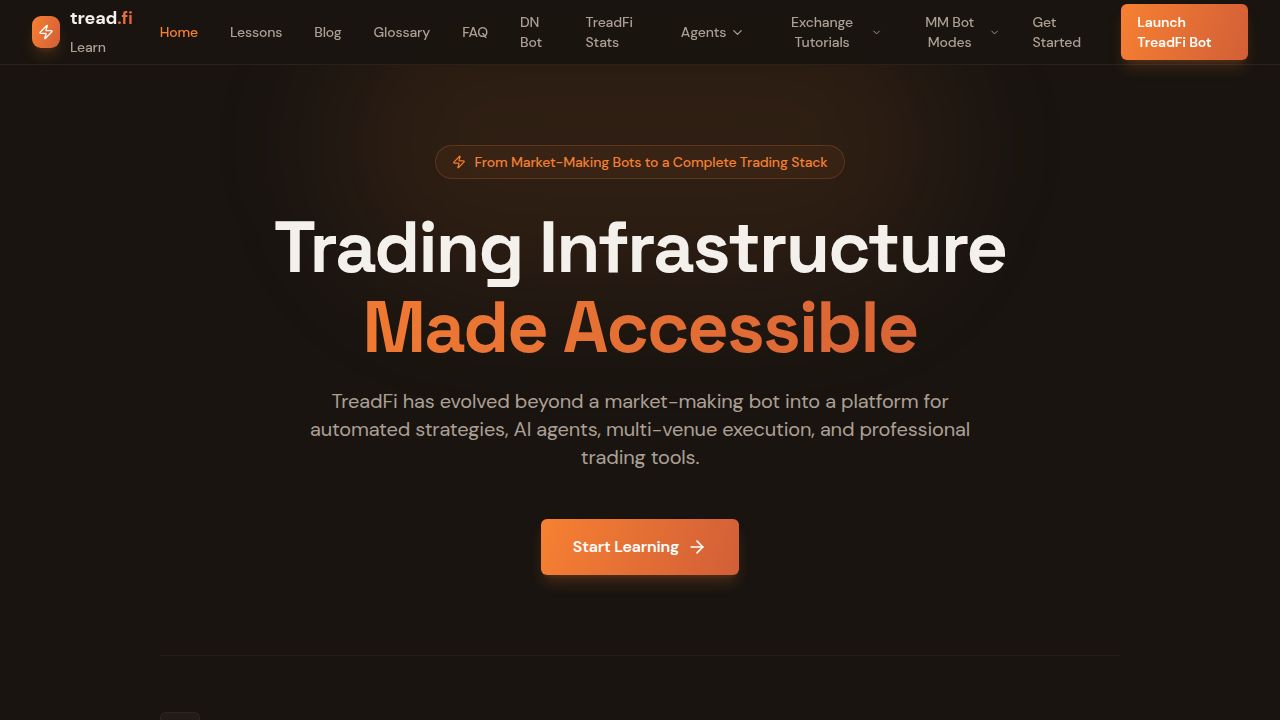 tread.fi
Learn
Home
Lessons
Blog
Glossary
FAQ
DN
Bot
TreadFi
Stats
Agents
Exchange
Tutorials
MM Bot
Modes
Get
Started
Launch
TreadFi Bot
From Market-Making Bots to a Complete Trading Stack
Trading Infrastructure
Made Accessible
TreadFi has evolved beyond a market-making bot into a platform for
automated strategies, AI agents, multi-venue execution, and professional
trading tools.
Start Learning